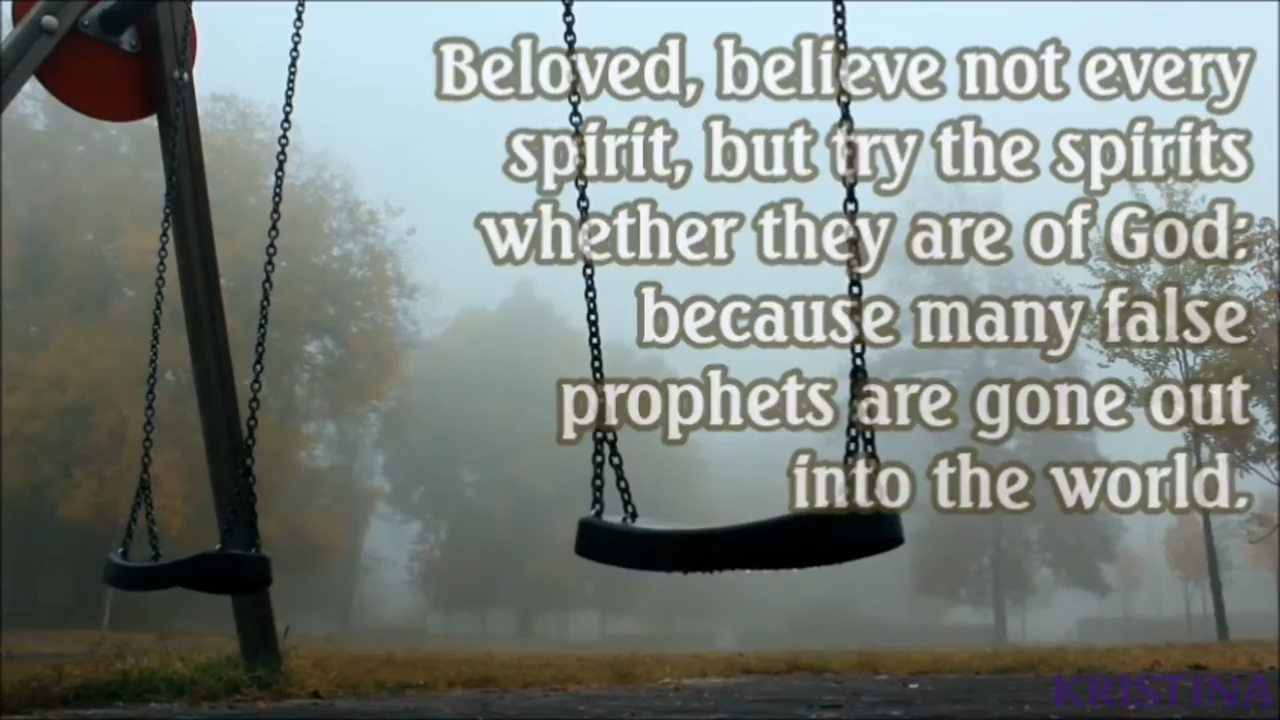 Beloved, believe not every
spirit, but try the spirits
whether they are of God:
because many false
prophets are gone out
into the world.
KRISTINA